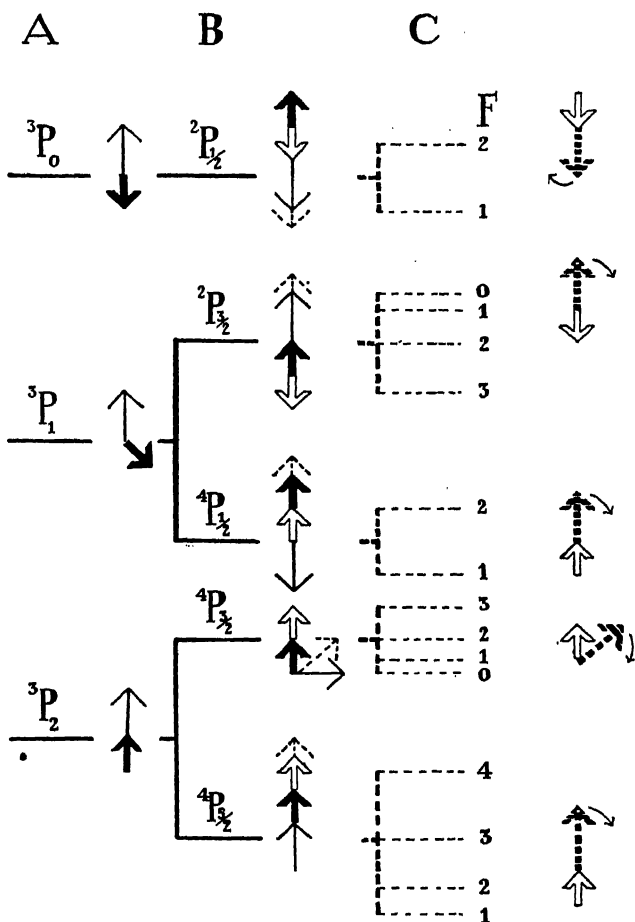 A B C
F
³P₀ ²P₁/₂
2
1
²P₃/₂
0
1
2
3
³P₁
⁴P₁/₂
2
1
⁴P₃/₂
3
2
1
0
³P₂
4
⁴P₅/₂
3
2
1